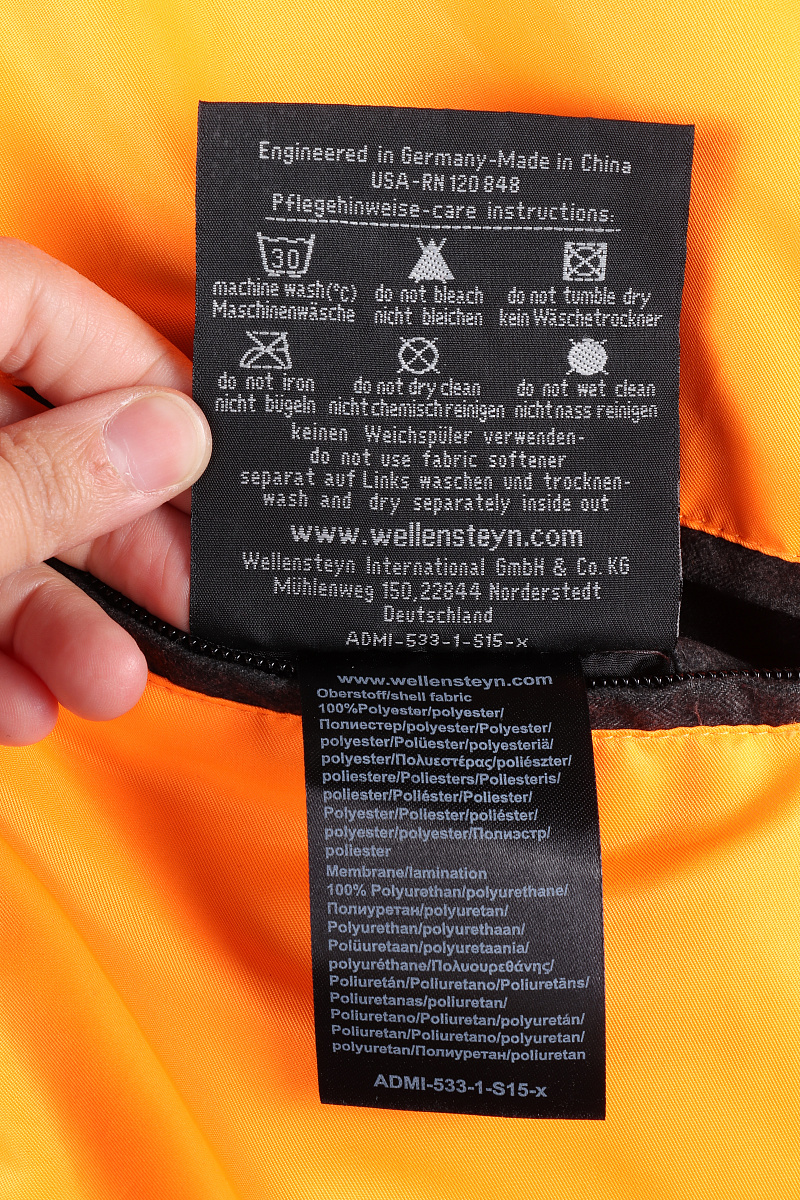 Engineered in Germany-Made in China
USA-RN 120 848
Pflegehinweise-care instructions:
30
machine wash(°C) do not bleach do not tumble dry
Maschinenwäsche nicht bleichen kein Wäschetrockner
do not iron do not dry clean do not wet clean
nicht bügeln nicht chemisch reinigen nicht nass reinigen
keinen Weichspüler verwenden-
do not use fabric softener
separat auf Links waschen und trocknen-
wash and dry separately inside out
www.wellensteyn.com
Wellensteyn International GmbH & Co. KG
Mühlenweg 150,22844 Norderstedt
Deutschland
ADMI-533-1-S15-x
www.wellensteyn.com
Oberstoff/shell fabric
100%Polyester/polyester/
Полиестер/polyester/Polyester/
polyester/Polüester/polyesteriä/
polyester/Πολυεστέρας/poliészter/
poliestere/Poliesters/Poliesteris/
poliester/Poliéster/Poliester/
Polyester/Poliester/poliéster/
polyester/polyester/Полиэстр/
poliester
Membrane/lamination
100% Polyurethan/polyurethane/
Полиуретан/polyuretan/
Polyurethan/polyurethaan/
Polüuretaan/polyuretaania/
polyuréthane/Πολυουρεθάνης/
Poliuretán/Poliuretano/Poliuretāns/
Poliuretanas/poliuretan/
Poliuretano/Poliuretan/polyuretán/
Poliuretan/Poliuretano/polyuretan/
polyuretan/Полиуретан/poliuretan
ADMI-533-1-S15-x